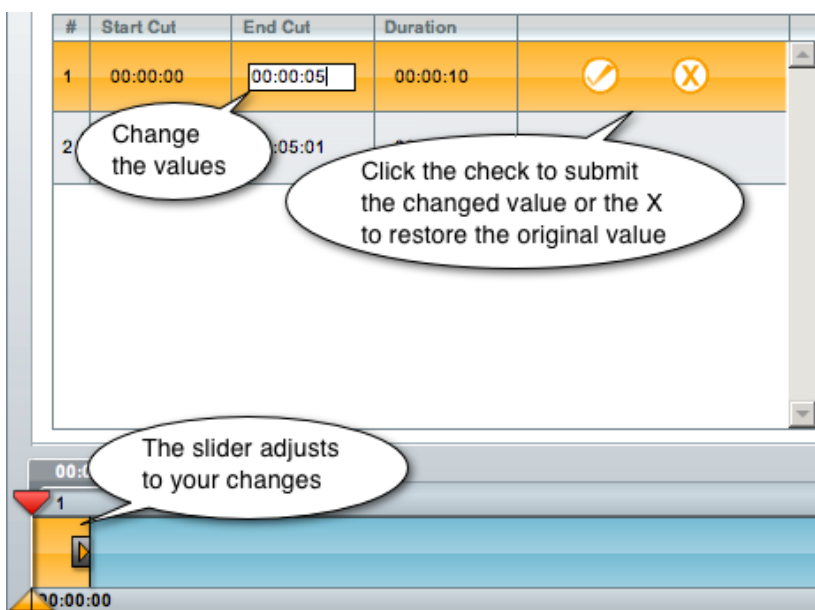 # Start Cut End Cut Duration
1 00:00:00 00:00:05 00:00:10 X
Change
the values
2 :05:01
Click the check to submit
the changed value or the X
to restore the original value
The slider adjusts
to your changes
00:
1
00:00:00